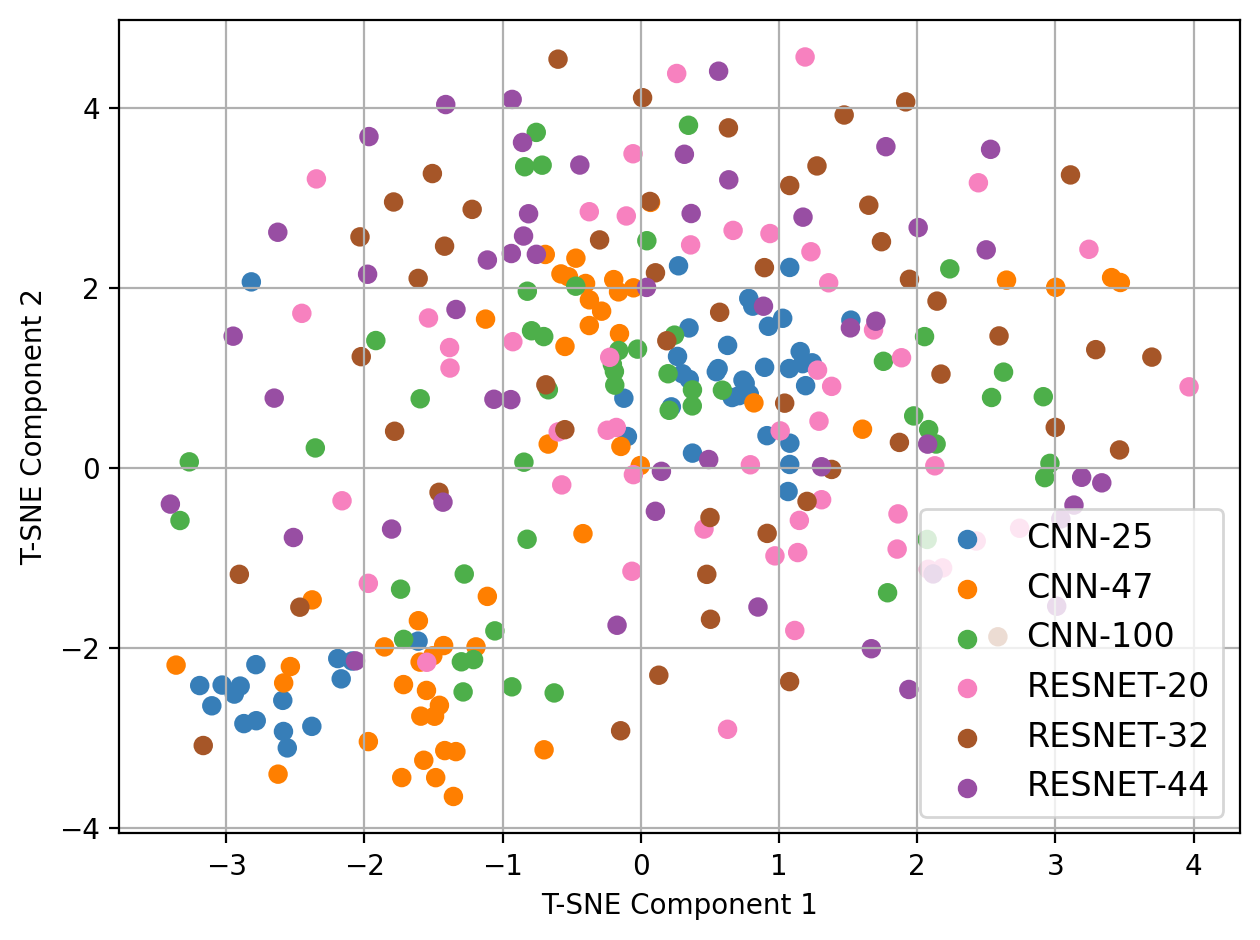 4
2
0
−2
−4
T-SNE Component 2
CNN-25
CNN-47
CNN-100
RESNET-20
RESNET-32
RESNET-44
−3 −2 −1 0 1 2 3 4
T-SNE Component 1